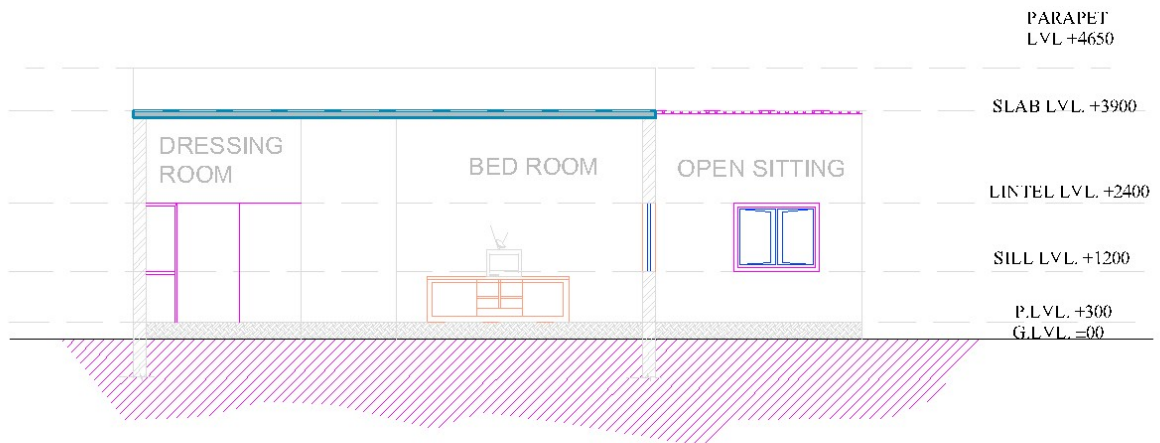 PARAPET
LVL +4650
SLAB LVL. +3900
DRESSING
ROOM
BED ROOM
OPEN SITTING
LINTEL LVL. +2400
SILL LVL. +1200
P.LVL. +300
G.LVL. =00